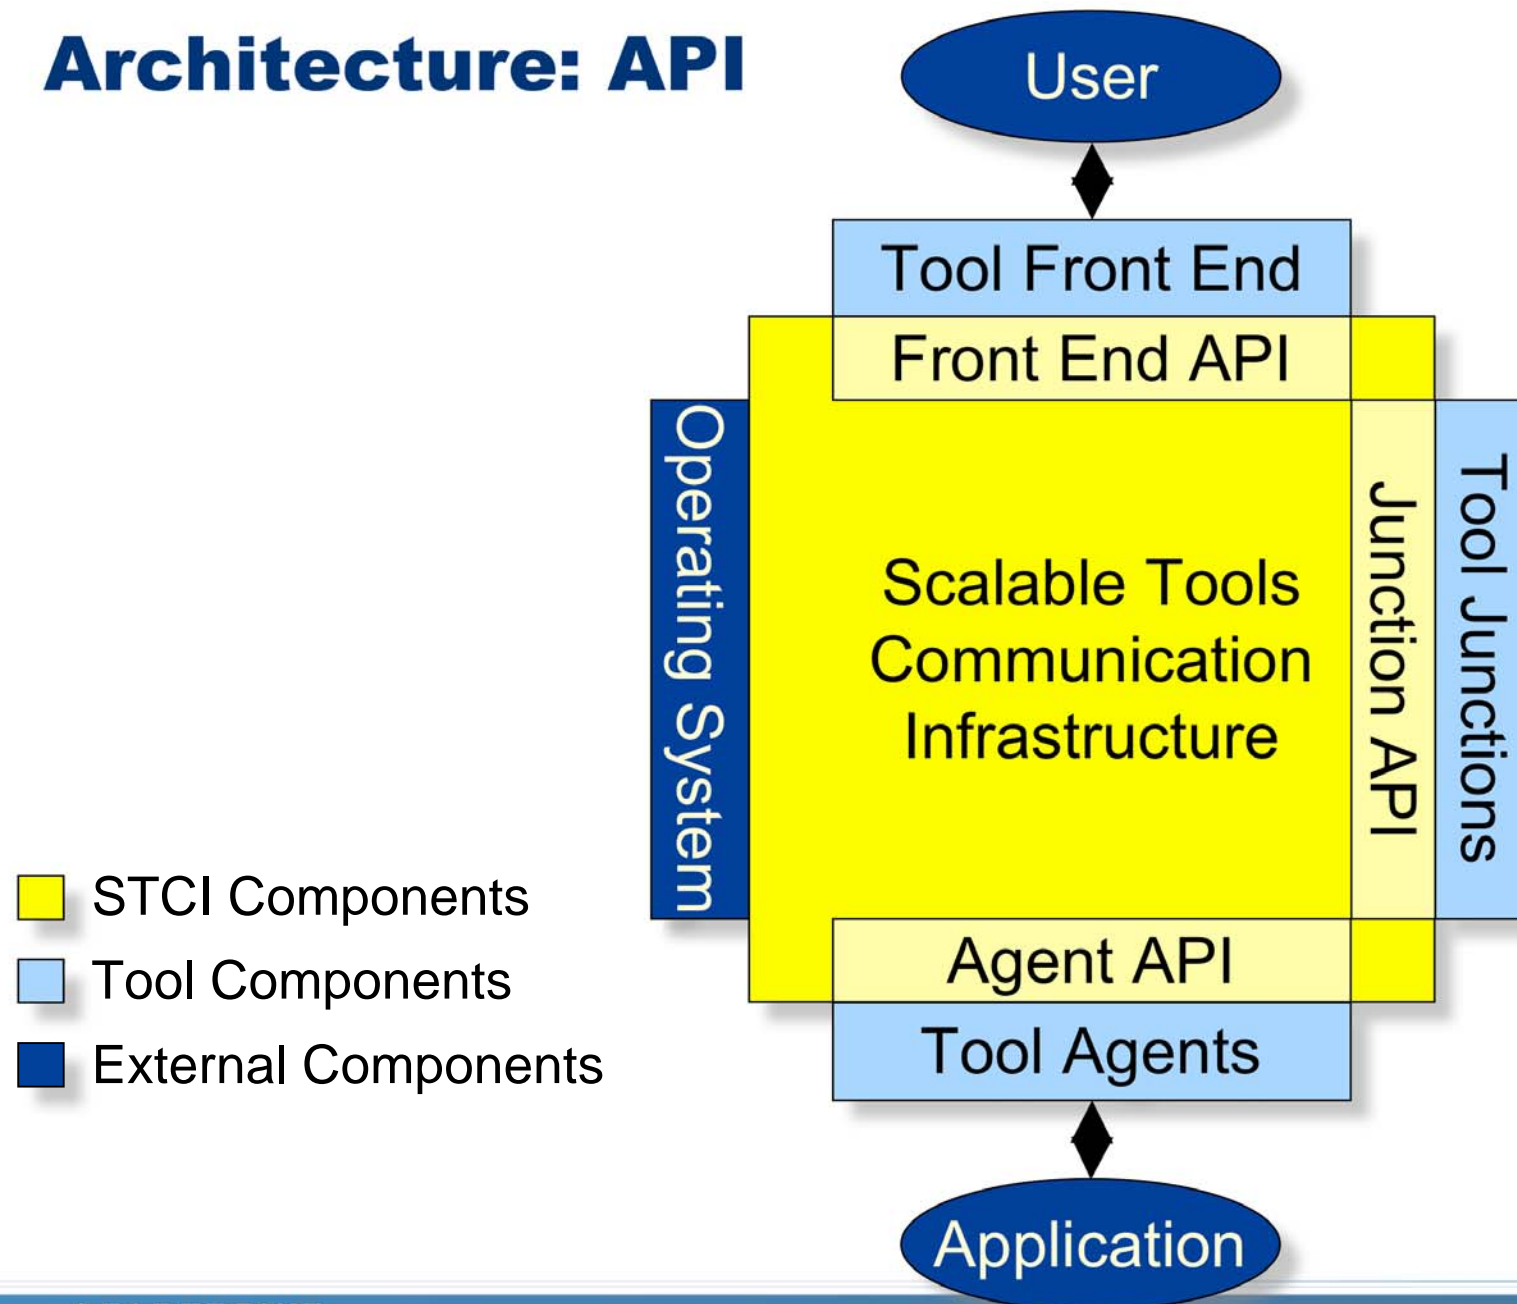 Architecture: API
User
Tool Front End
Front End API
Operating System
Scalable Tools
Communication
Infrastructure
Junction API
Tool Junctions
Agent API
Tool Agents
Application
STCI Components
Tool Components
External Components